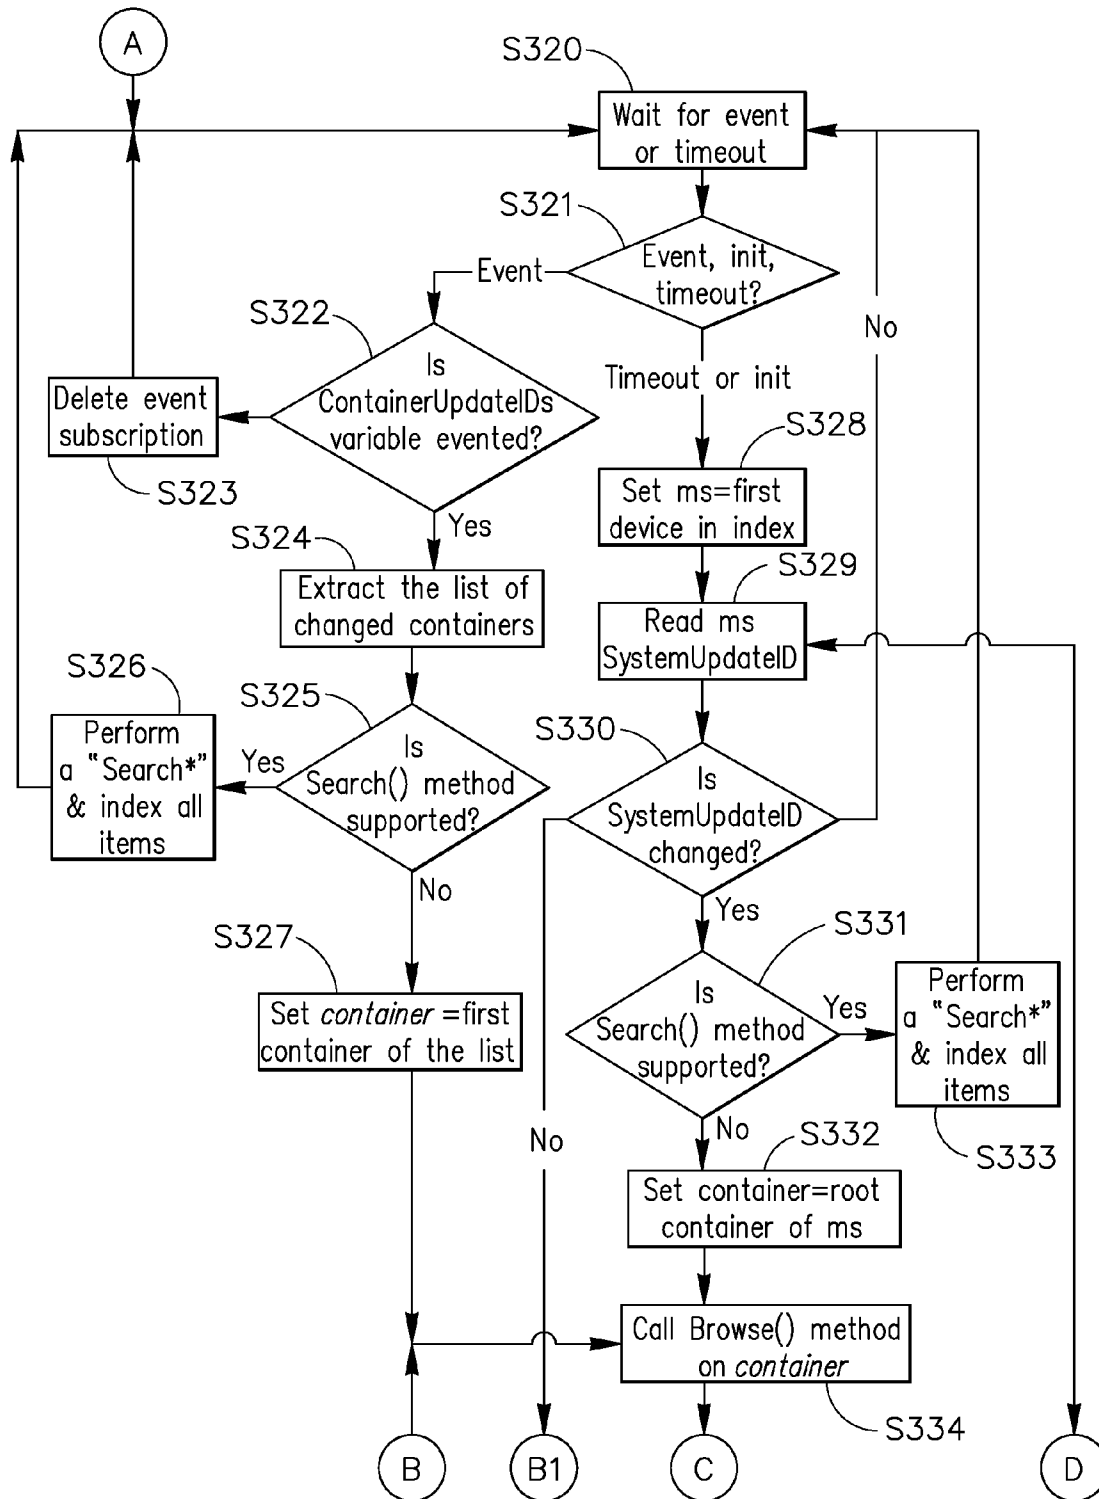 A
S320
Wait for event
or timeout
S321
Event, init,
timeout?
Event
S322
No
Is
ContainerUpdateIDs
variable evented?
Timeout or init
Delete event
subscription
S323
S328
Set ms=first
device in index
Yes
S324
Extract the list of
changed containers
S329
Read ms
SystemUpdateID
S326
Perform
a "Search*"
& index all
items
Yes
S325
Is
Search() method
supported?
S330
Is
SystemUpdateID
changed?
No
Yes
S327
Set container=first
container of the list
S331
Is
Search() method
supported?
Yes
Perform
a "Search*"
& index all
items
S333
No
No
S332
Set container=root
container of ms
Call Browse() method
on container
S334
B
B1
C
D